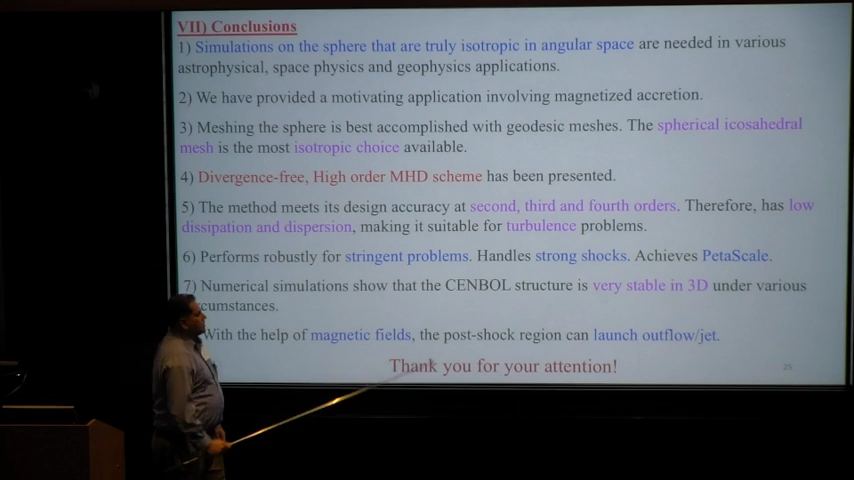 VII) Conclusions
1) Simulations on the sphere that are truly isotropic in angular space are needed in various
astrophysical, space physics and geophysics applications.
2) We have provided a motivating application involving magnetized accretion.
3) Meshing the sphere is best accomplished with geodesic meshes. The spherical icosahedral
mesh is the most isotropic choice available.
4) Divergence-free, High order MHD scheme has been presented.
5) The method meets its design accuracy at second, third and fourth orders. Therefore, has low
dissipation and dispersion, making it suitable for turbulence problems.
6) Performs robustly for stringent problems. Handles strong shocks. Achieves PetaScale.
7) Numerical simulations show that the CENBOL structure is very stable in 3D under various
rcumstances.
With the help of magnetic fields, the post-shock region can launch outflow/jet.
Thank you for your attention!
25